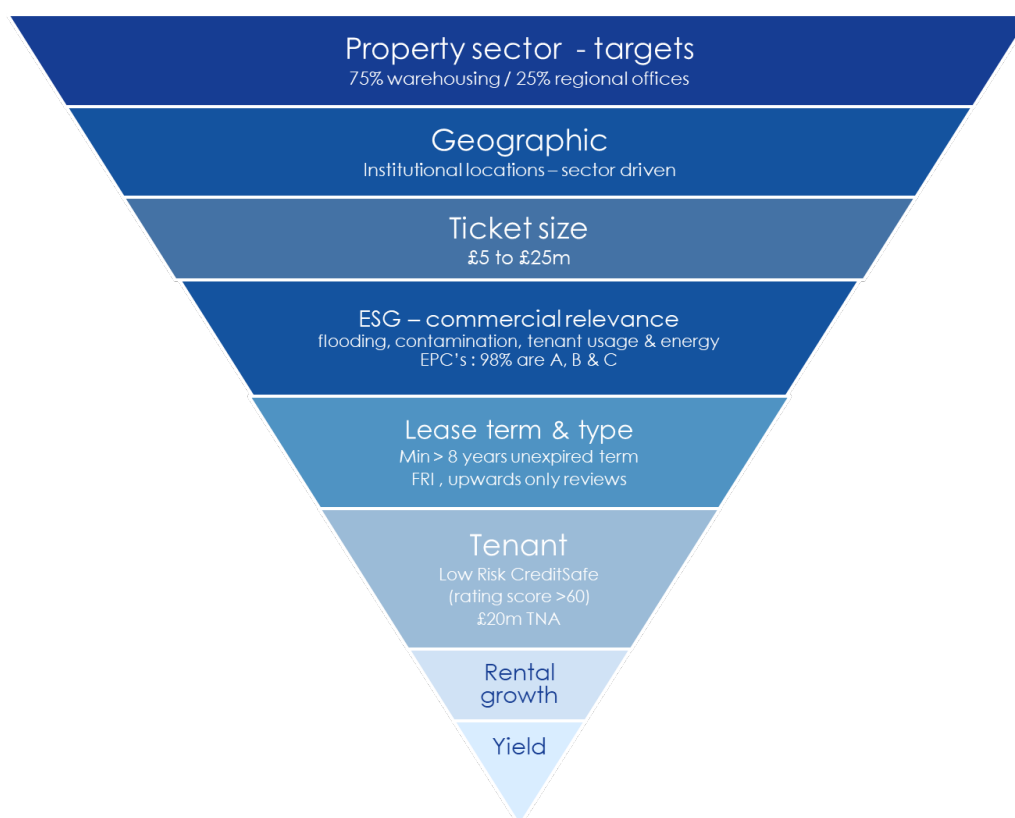 Property sector - targets
75% warehousing / 25% regional offices
Geographic
Institutional locations – sector driven
Ticket size
£5 to £25m
ESG – commercial relevance
flooding, contamination, tenant usage & energy
EPC's : 98% are A, B & C
Lease term & type
Min > 8 years unexpired term
FRI , upwards only reviews
Tenant
Low Risk CreditSafe
(rating score >60)
£20m TNA
Rental
growth
Yield